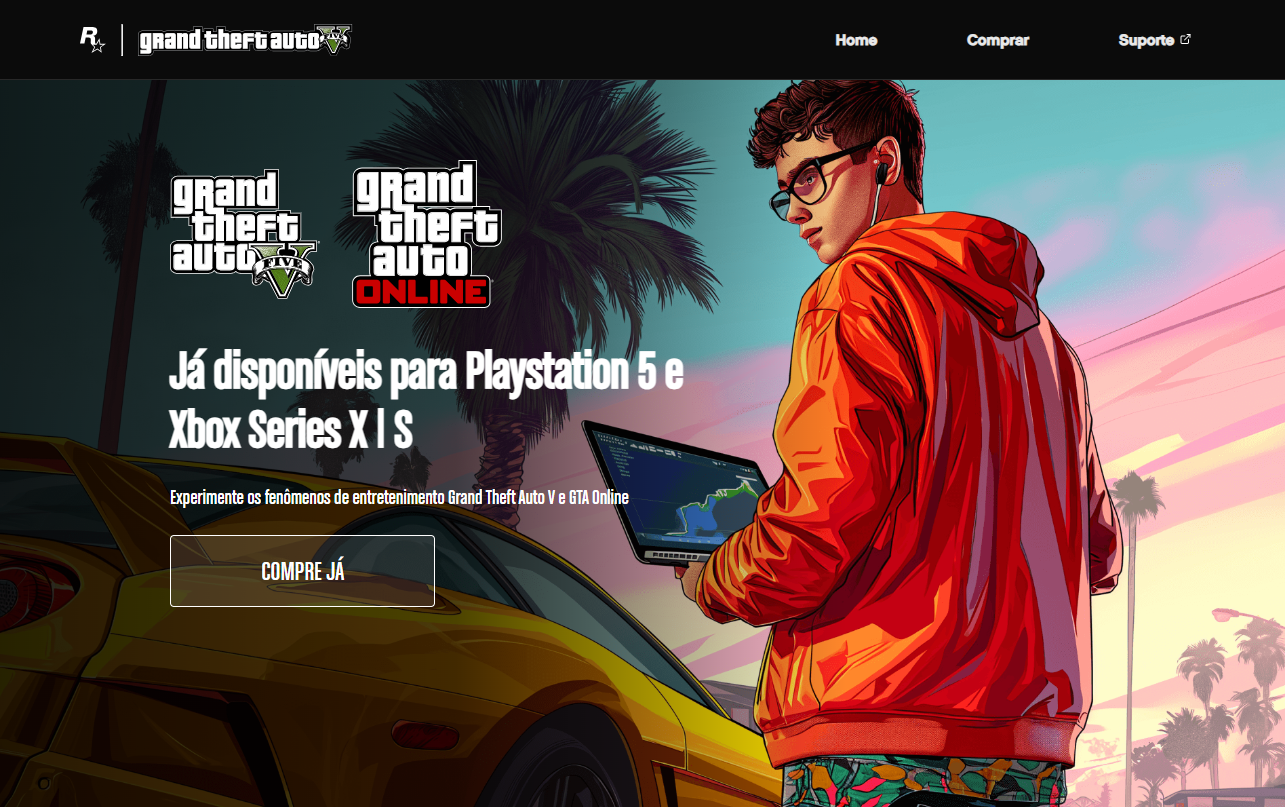 R
grand theft auto V
Home
Comprar
Suporte
grand
theft
auto V
FIVE
grand
theft
auto
ONLINE
Já disponíveis para Playstation 5 e
Xbox Series X | S
Experimente os fenômenos de entretenimento Grand Theft Auto V e GTA Online
COMPRE JÁ